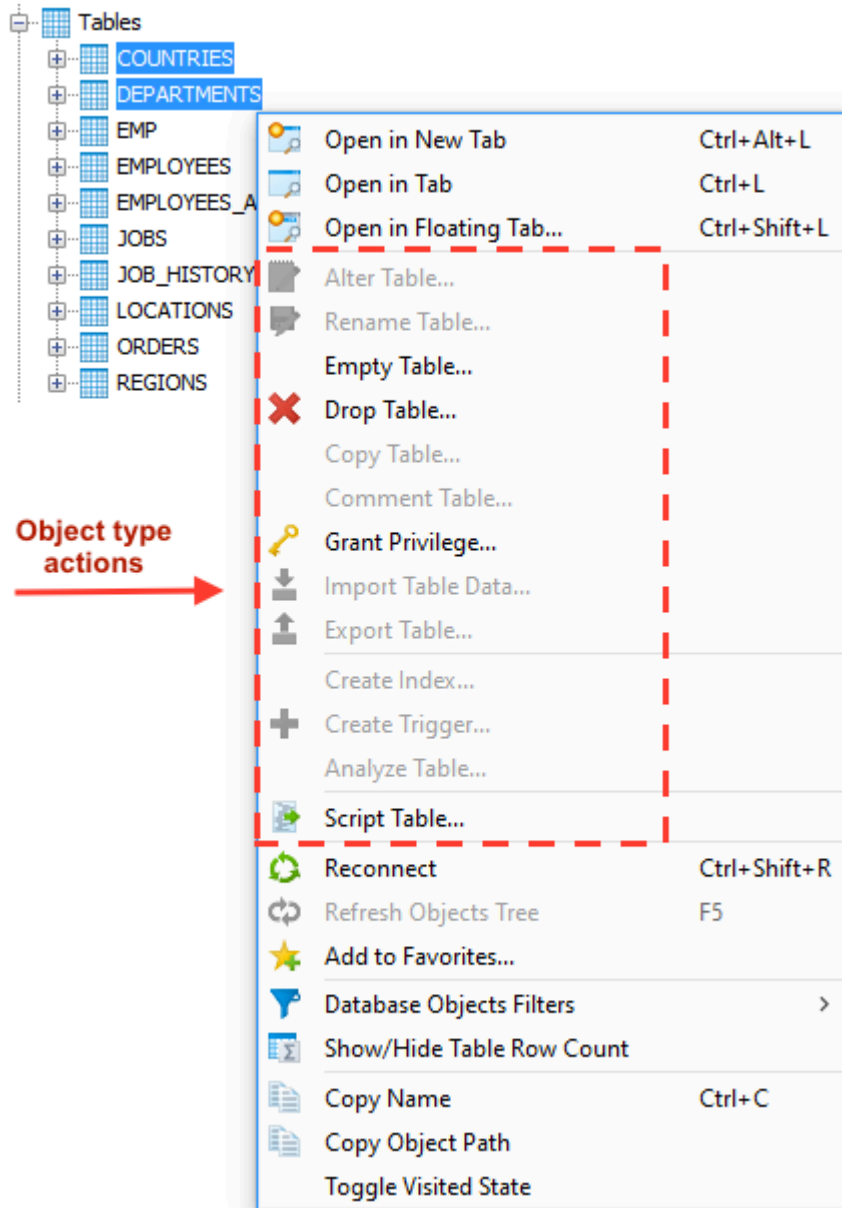 Tables
COUNTRIES
DEPARTMENTS
EMP
EMPLOYEES
EMPLOYEES_A
JOBS
JOB_HISTORY
LOCATIONS
ORDERS
REGIONS
Object type
actions
Open in New Tab Ctrl+Alt+L
Open in Tab Ctrl+L
Open in Floating Tab... Ctrl+Shift+L
Alter Table...
Rename Table...
Empty Table...
Drop Table...
Copy Table...
Comment Table...
Grant Privilege...
Import Table Data...
Export Table...
Create Index...
Create Trigger...
Analyze Table...
Script Table...
Reconnect Ctrl+Shift+R
Refresh Objects Tree F5
Add to Favorites...
Database Objects Filters
Show/Hide Table Row Count
Copy Name Ctrl+C
Copy Object Path
Toggle Visited State